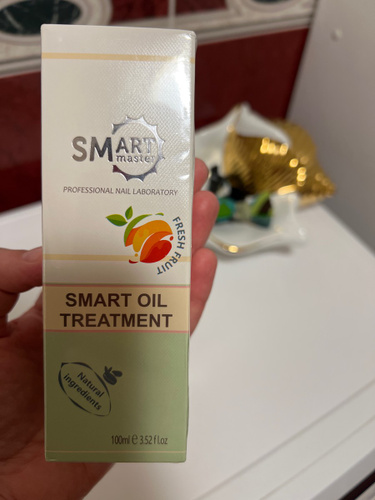 SMART
master
PROFESSIONAL NAIL LABORATORY
FRESH FRUIT
SMART OIL
TREATMENT
Natural
ingredients
100ml ℮ 3.52 fl.oz